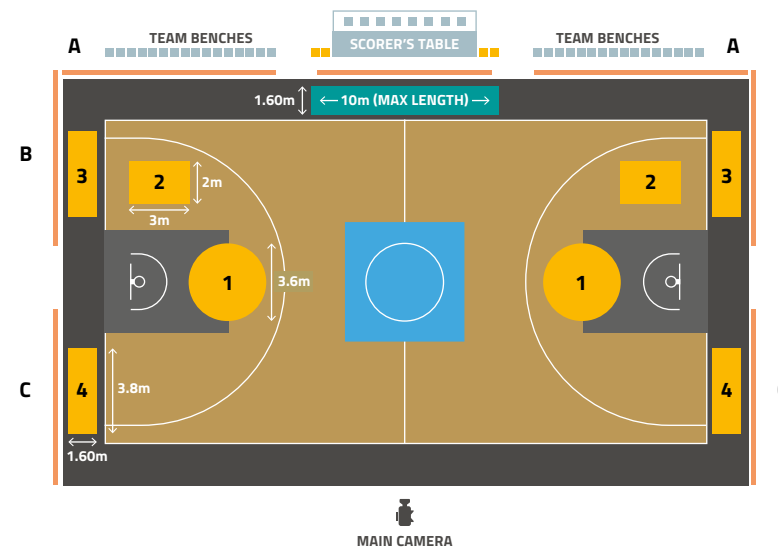 A
TEAM BENCHES
SCORER'S TABLE
TEAM BENCHES
A
1.60m
10m (MAX LENGTH)
B
3
2
2m
3m
2
3
1
3.6m
1
C
4
3.8m
4
1.60m
MAIN CAMERA